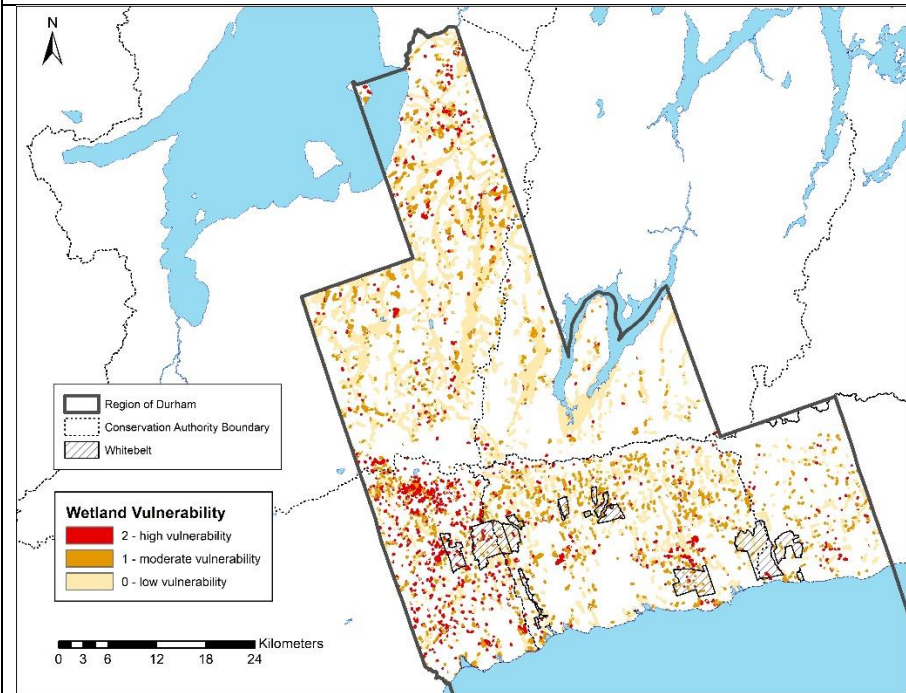 N
Region of Durham
Conservation Authority Boundary
Whitebelt
Wetland Vulnerability
2 - high vulnerability
1 - moderate vulnerability
0 - low vulnerability
Kilometers
0 3 6 12 18 24